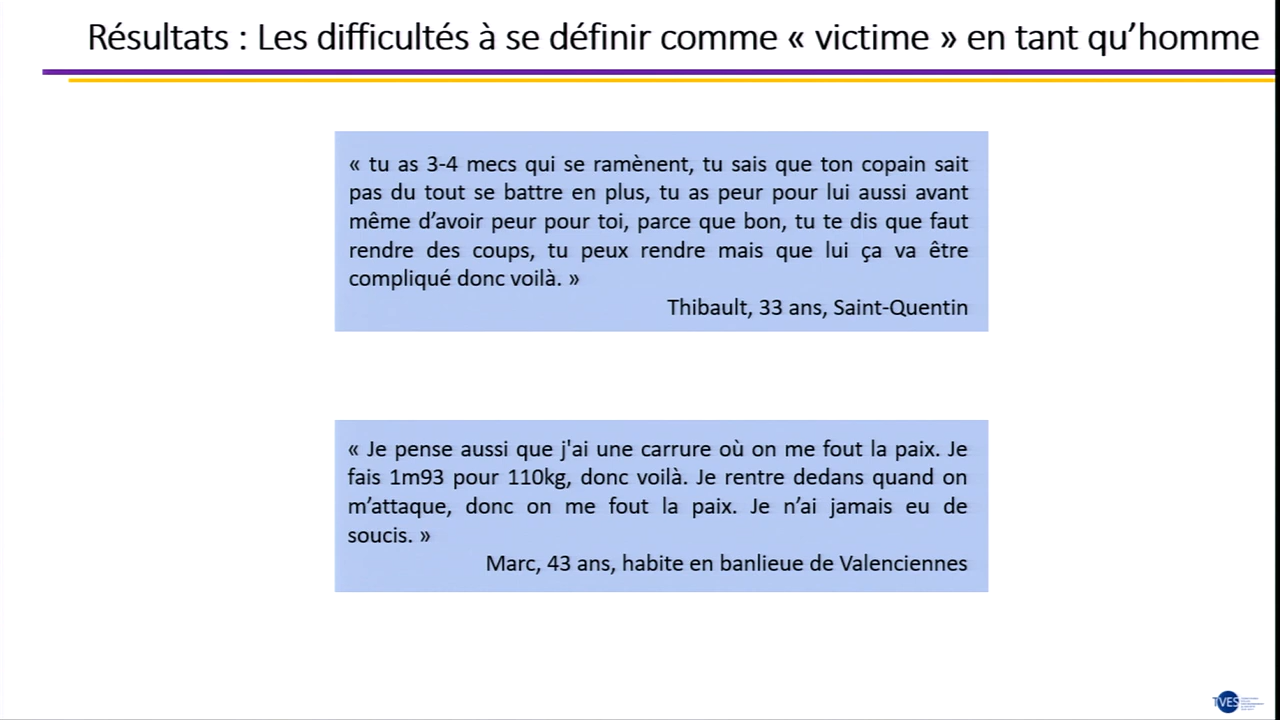 Résultats : Les difficultés à se définir comme « victime » en tant qu’homme
« tu as 3-4 mecs qui se ramènent, tu sais que ton copain sait
pas du tout se battre en plus, tu as peur pour lui aussi avant
même d’avoir peur pour toi, parce que bon, tu te dis que faut
rendre des coups, tu peux rendre mais que lui ça va être
compliqué donc voilà. »
Thibault, 33 ans, Saint-Quentin
« Je pense aussi que j'ai une carrure où on me fout la paix. Je
fais 1m93 pour 110kg, donc voilà. Je rentre dedans quand on
m’attaque, donc on me fout la paix. Je n’ai jamais eu de
soucis. »
Marc, 43 ans, habite en banlieue de Valenciennes
TVES